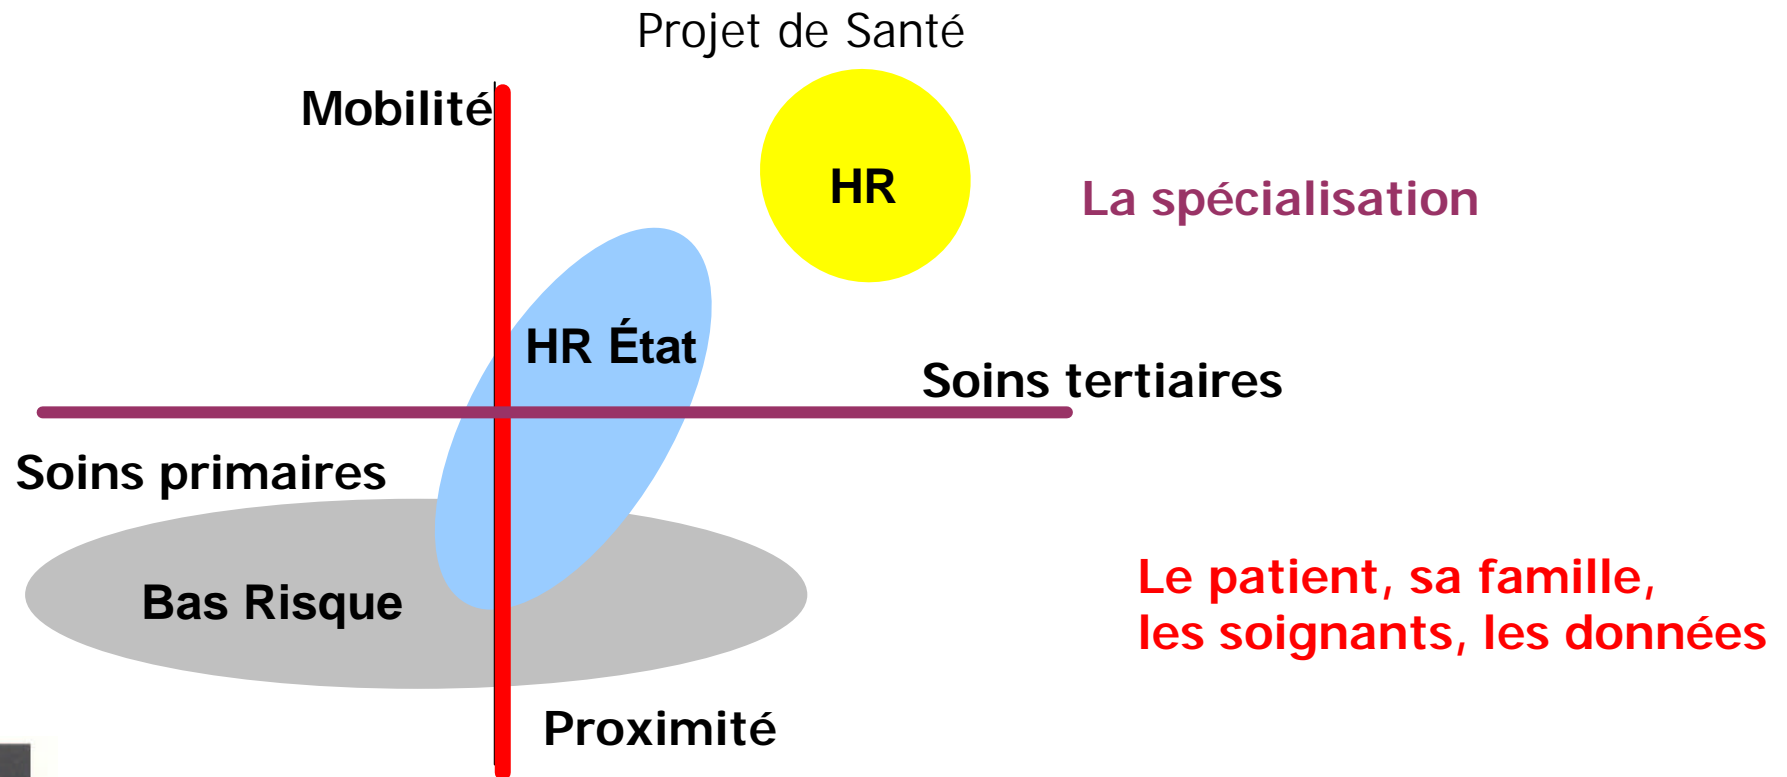 Projet de Santé
Mobilité
HR
La spécialisation
HR État
Soins tertiaires
Soins primaires
Bas Risque
Le patient, sa famille,
les soignants, les données
Proximité